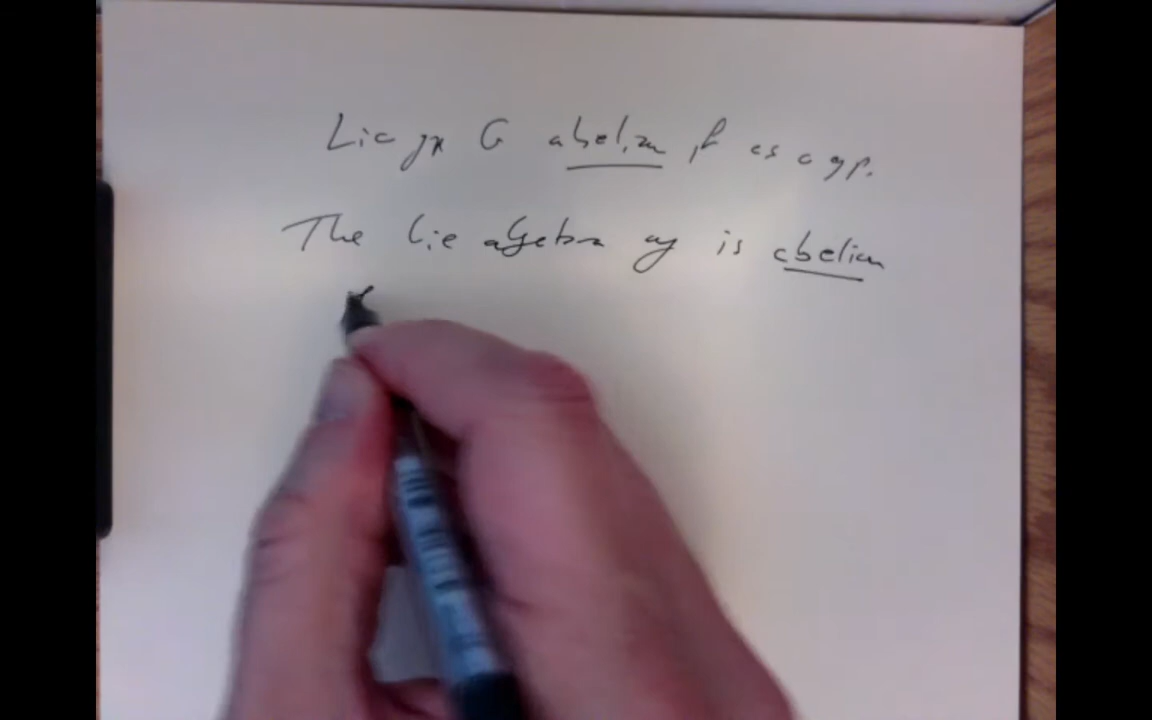 Lie gp G abelian if as a gp.
The Lie algebra g is abelian